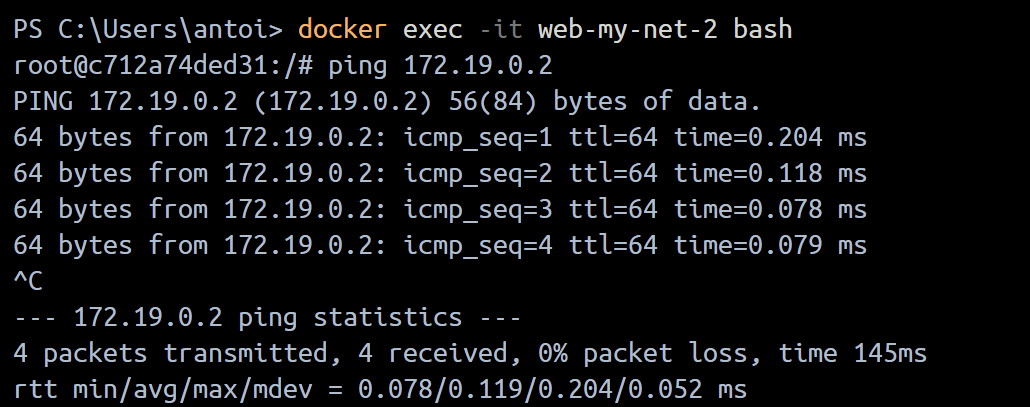 PS C:\Users\antoi> docker exec -it web-my-net-2 bash
root@c712a74ded31:/# ping 172.19.0.2
PING 172.19.0.2 (172.19.0.2) 56(84) bytes of data.
64 bytes from 172.19.0.2: icmp_seq=1 ttl=64 time=0.204 ms
64 bytes from 172.19.0.2: icmp_seq=2 ttl=64 time=0.118 ms
64 bytes from 172.19.0.2: icmp_seq=3 ttl=64 time=0.078 ms
64 bytes from 172.19.0.2: icmp_seq=4 ttl=64 time=0.079 ms
^C
--- 172.19.0.2 ping statistics ---
4 packets transmitted, 4 received, 0% packet loss, time 145ms
rtt min/avg/max/mdev = 0.078/0.119/0.204/0.052 ms